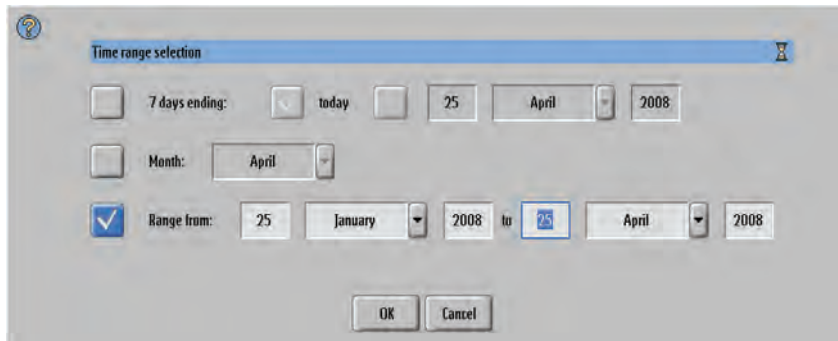 ?
Time range selection
7 days ending: today 25 April 2008
Month: April
Range from: 25 January 2008 to 25 April 2008
OK Cancel